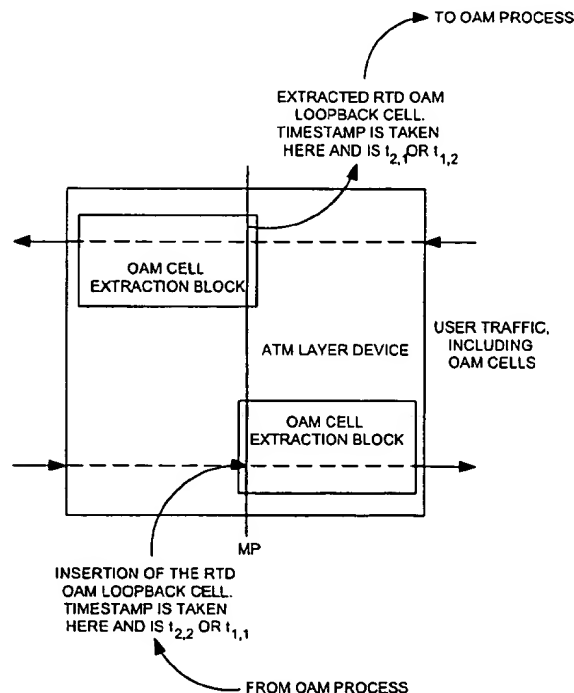 TO OAM PROCESS
EXTRACTED RTD OAM
LOOPBACK CELL.
TIMESTAMP IS TAKEN
HERE AND IS t2,1 OR t1,2
OAM CELL
EXTRACTION BLOCK
ATM LAYER DEVICE
USER TRAFFIC,
INCLUDING
OAM CELLS
OAM CELL
EXTRACTION BLOCK
MP
INSERTION OF THE RTD
OAM LOOPBACK CELL.
TIMESTAMP IS TAKEN
HERE AND IS t2,2 OR t1,1
FROM OAM PROCESS